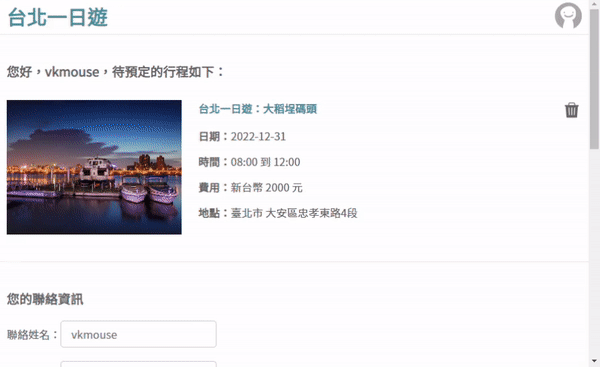 台北一日遊
您好，vkmouse，待預定的行程如下：
台北一日遊：大稻埕碼頭
日期：2022-12-31
時間：08:00 到 12:00
費用：新台幣 2000 元
地點：臺北市 大安區忠孝東路4段
您的聯絡資訊
聯絡姓名： vkmouse